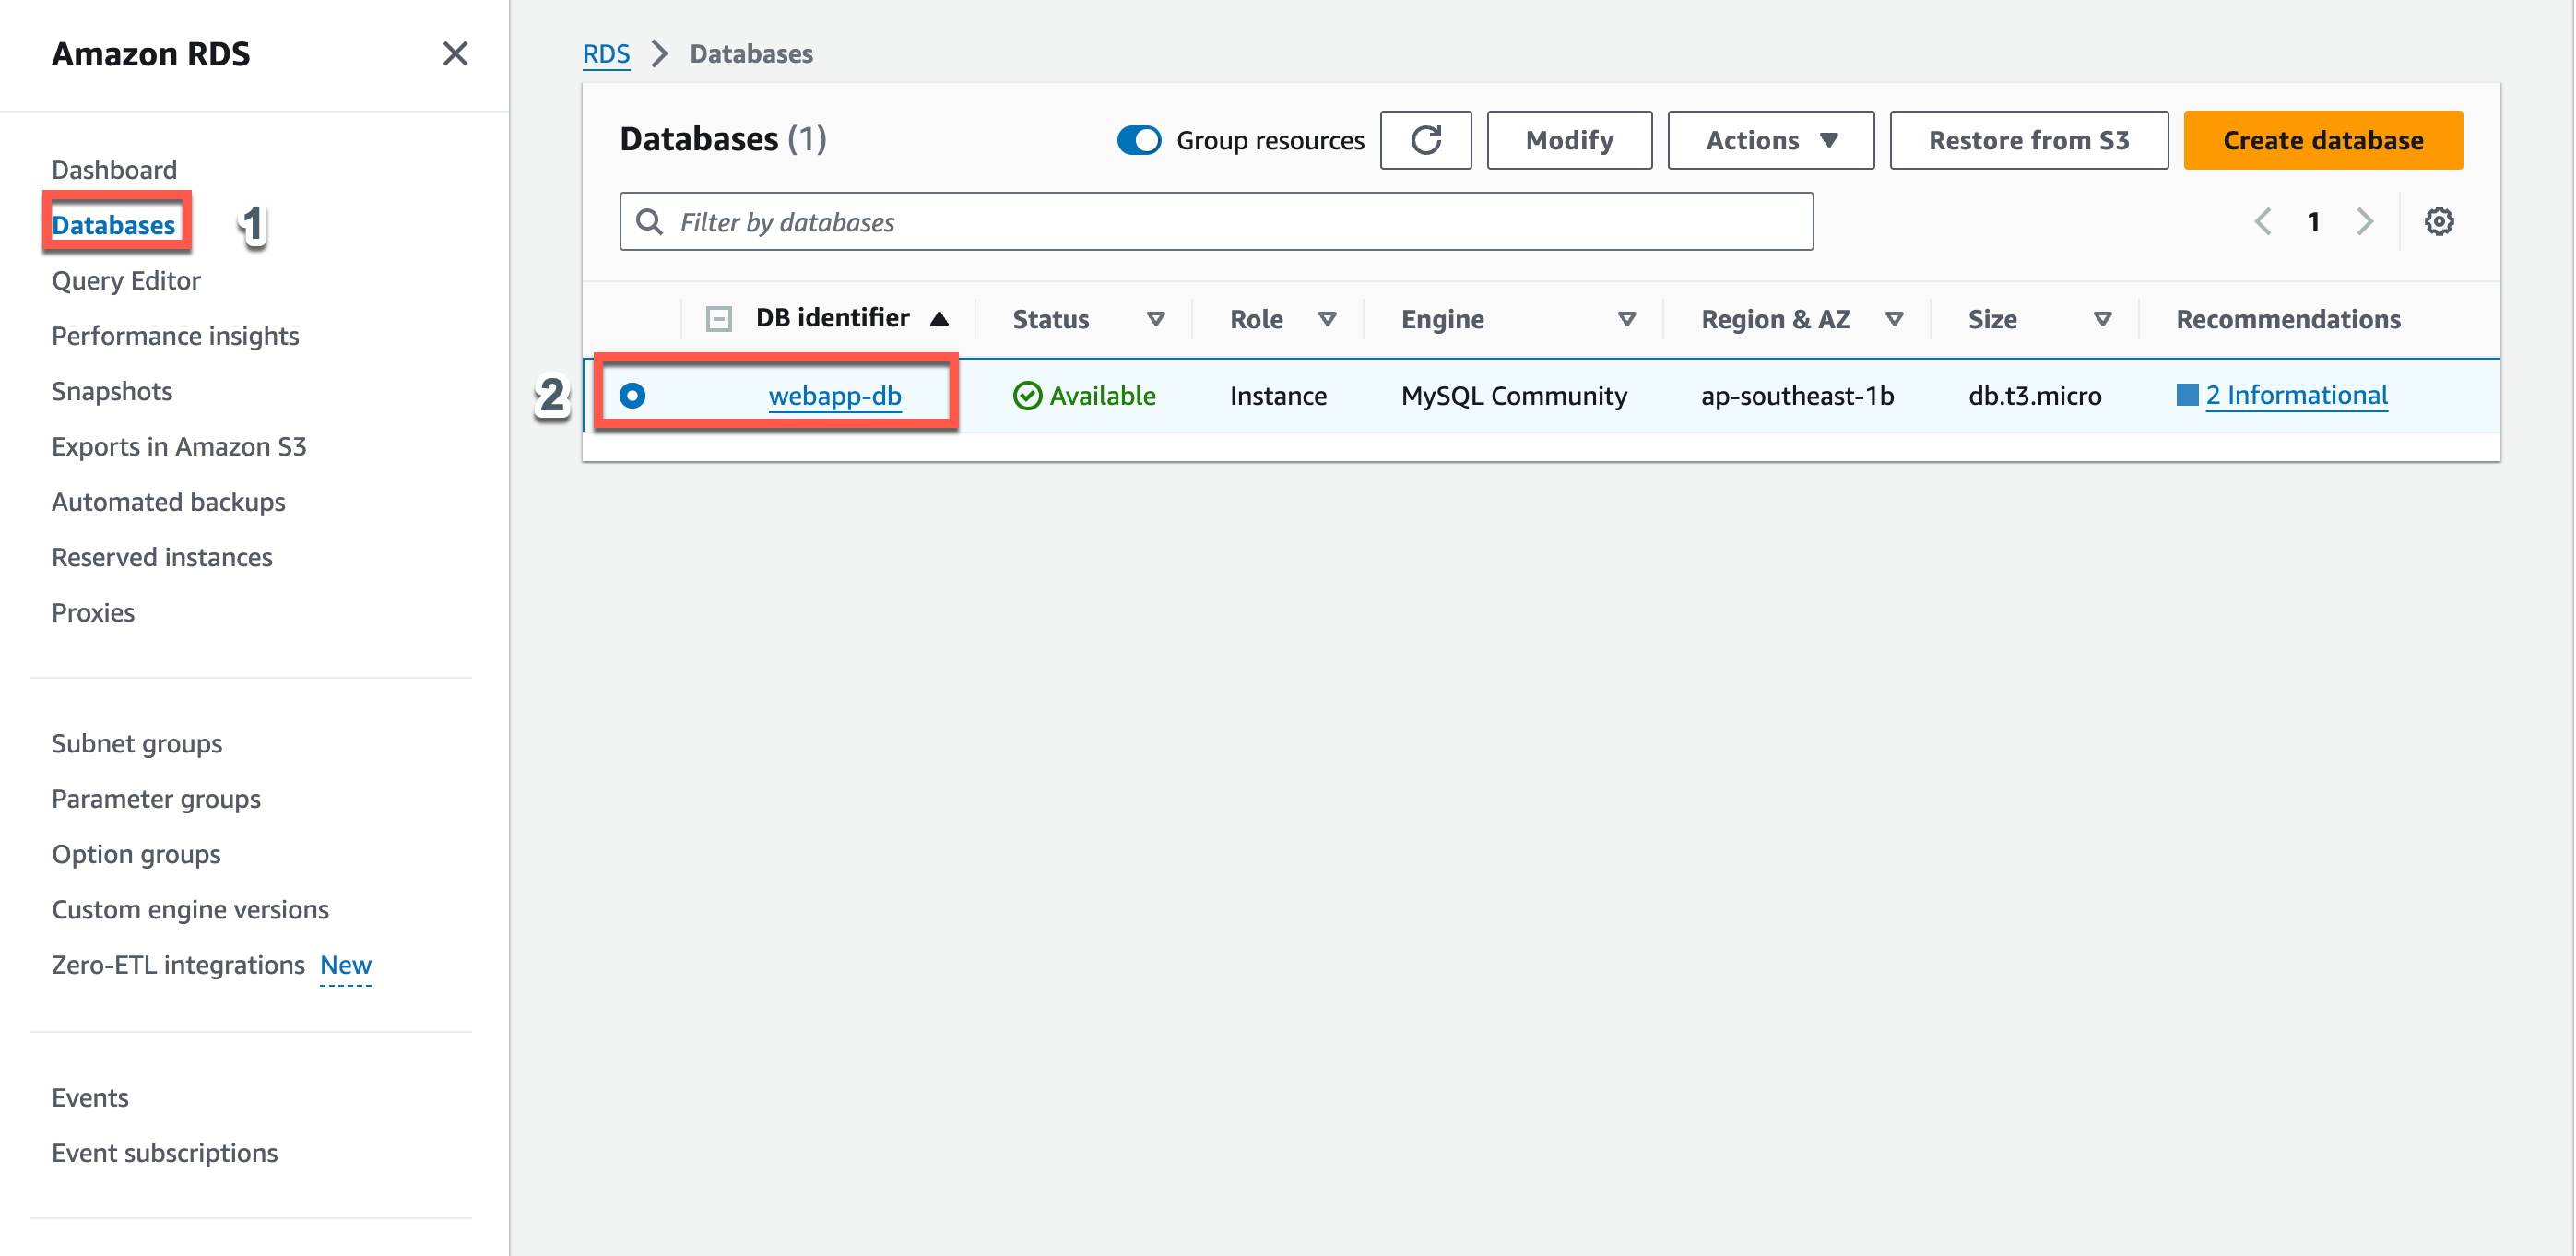 Amazon RDS
Dashboard
Databases
1
Query Editor
Performance insights
Snapshots
Exports in Amazon S3
Automated backups
Reserved instances
Proxies
Subnet groups
Parameter groups
Option groups
Custom engine versions
Zero-ETL integrations New
Events
Event subscriptions
RDS Databases
Databases (1) Group resources Modify Actions Restore from S3 Create database
Filter by databases 1
DB identifier Status Role Engine Region & AZ Size Recommendations
2 webapp-db Available Instance MySQL Community ap-southeast-1b db.t3.micro 2 Informational